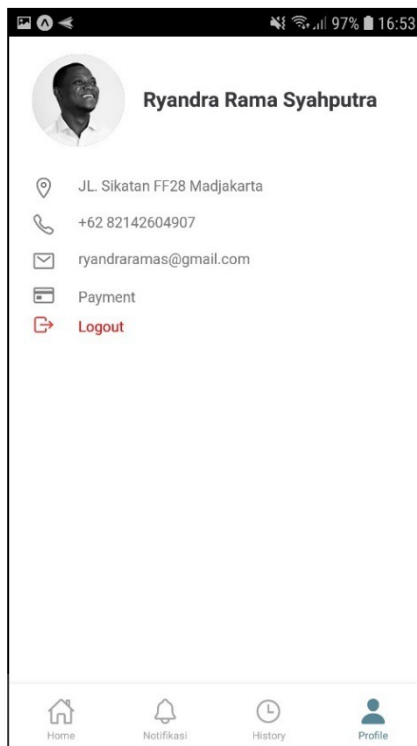 97% 16:53
Ryandra Rama Syahputra
JL. Sikatan FF28 Madjakarta
+62 82142604907
ryandraramas@gmail.com
Payment
Logout
Home Notifikasi History Profile